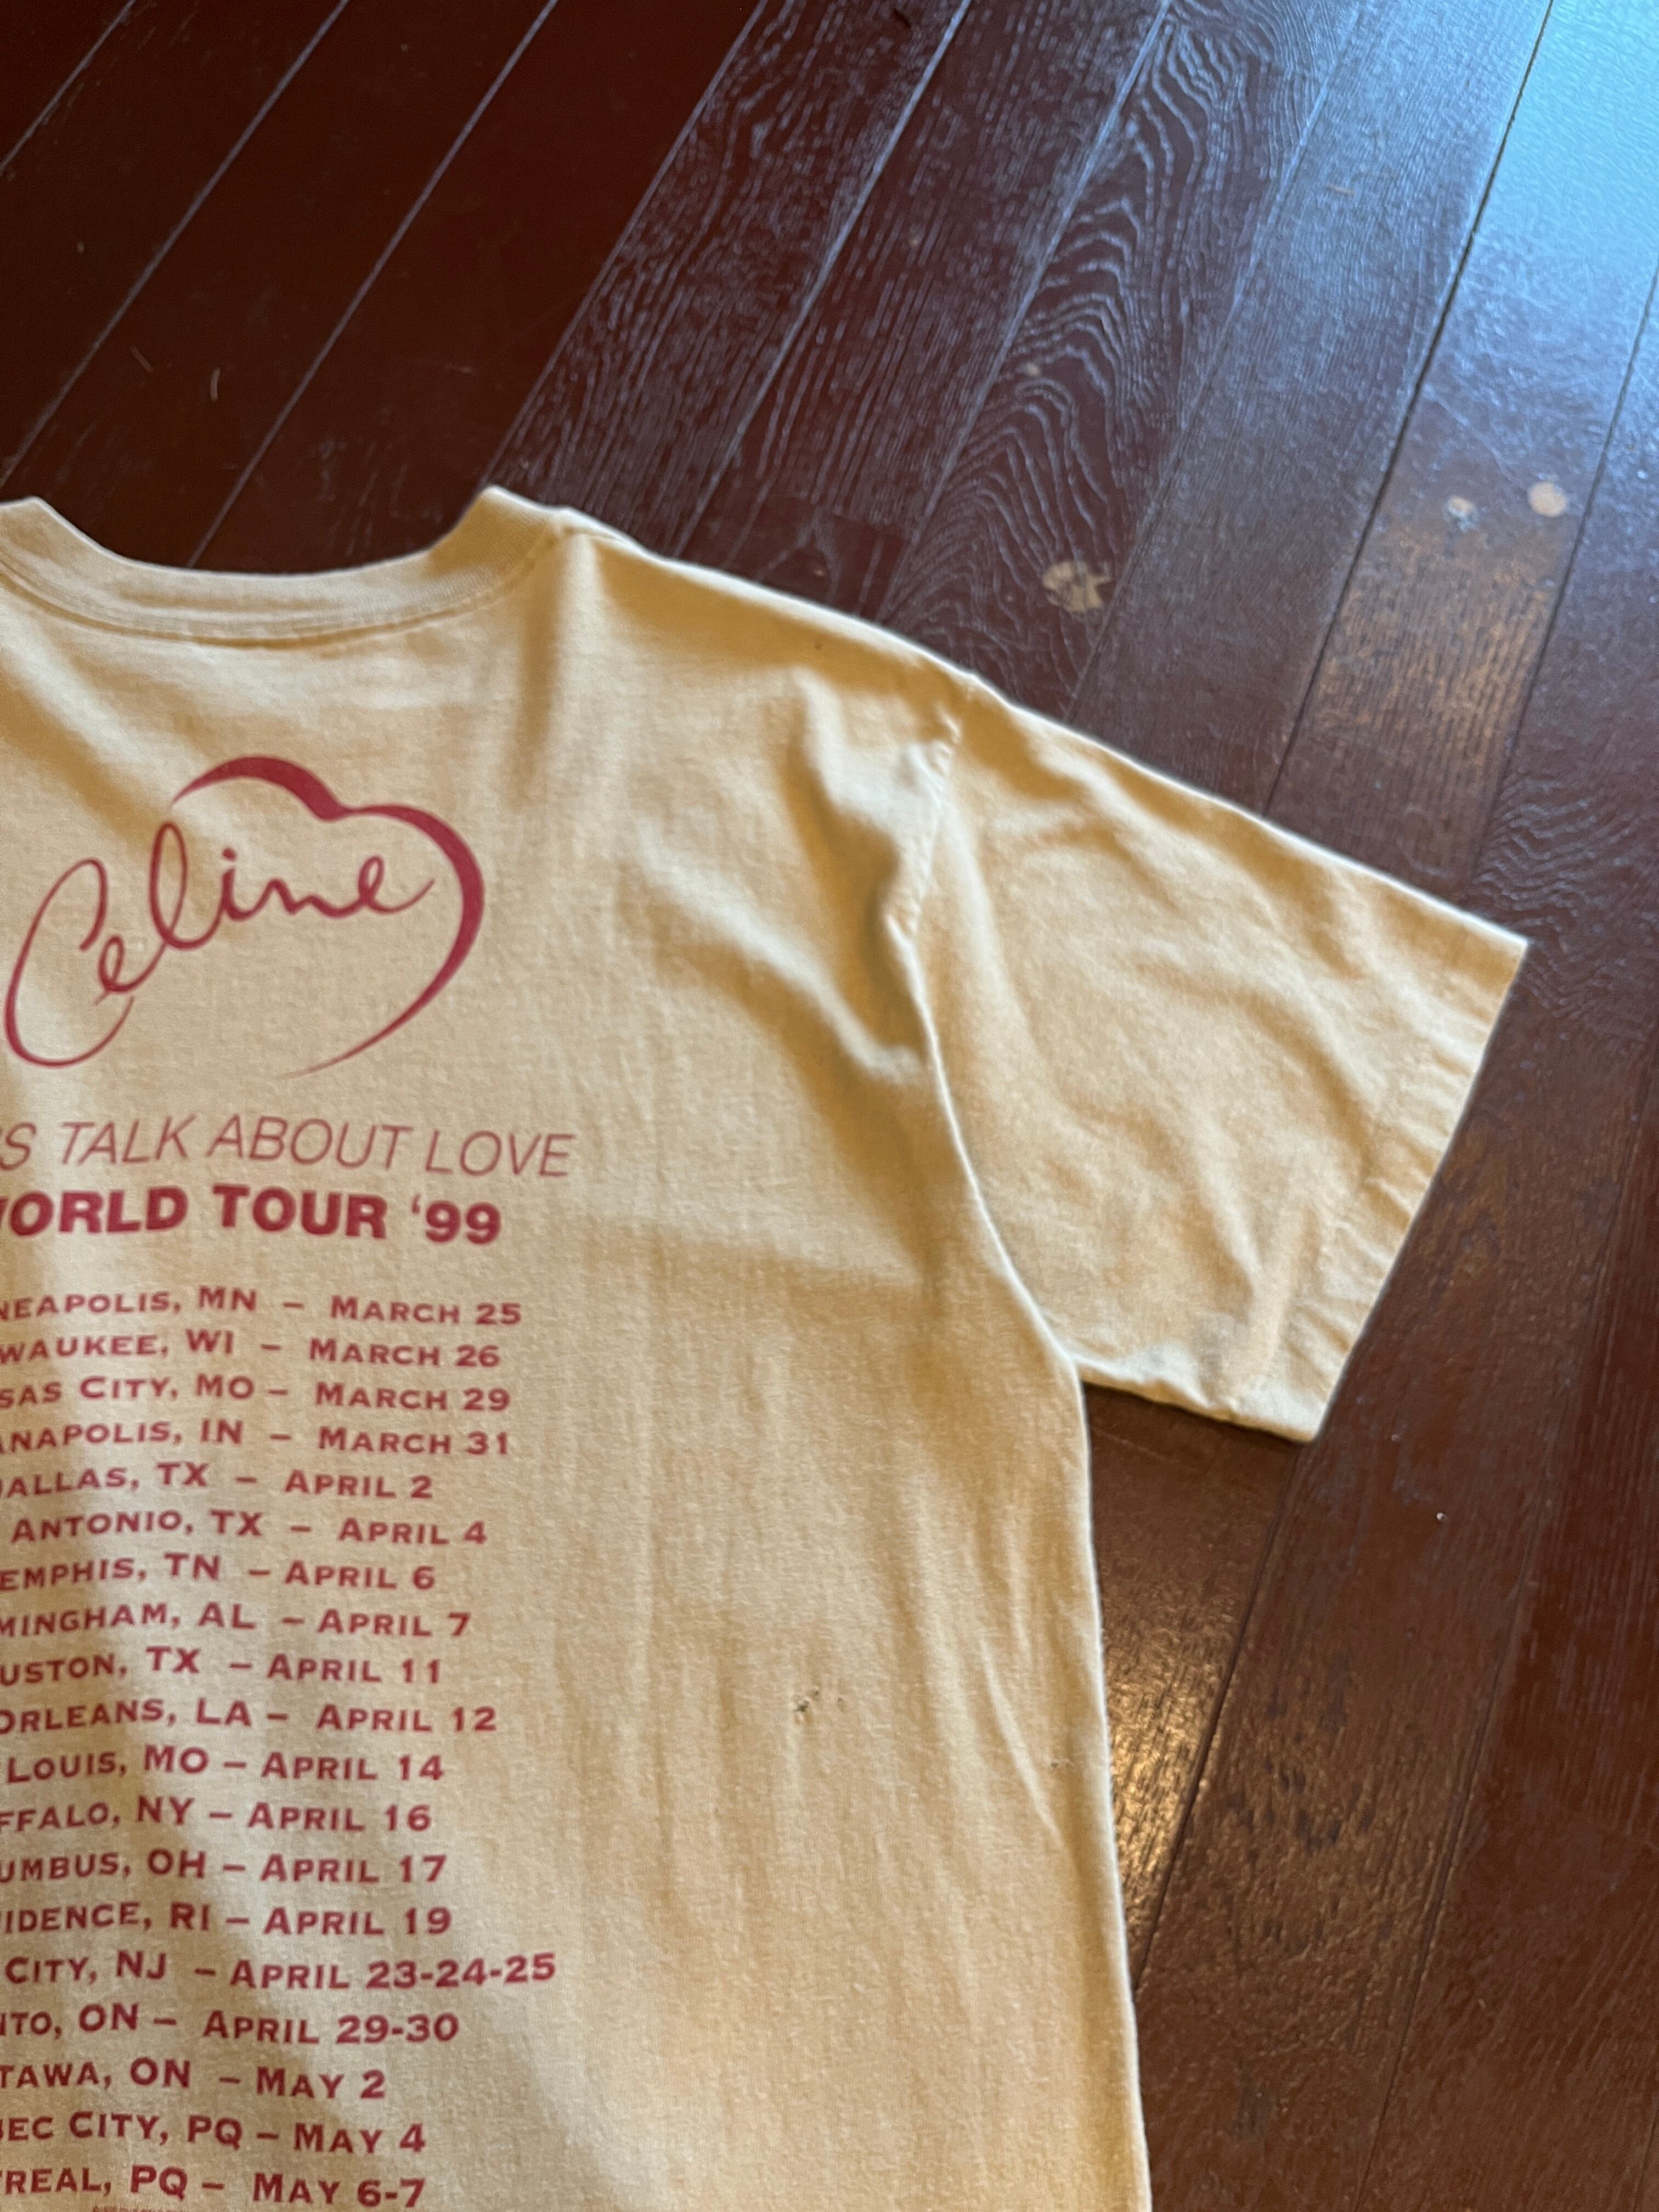 Celine
S TALK ABOUT LOVE
WORLD TOUR '99
NEAPOLIS, MN – MARCH 25
WAUKEE, WI – MARCH 26
SAS CITY, MO – MARCH 29
ANAPOLIS, IN – MARCH 31
DALLAS, TX – APRIL 2
ANTONIO, TX – APRIL 4
EMPHIS, TN – APRIL 6
MINGHAM, AL – APRIL 7
USTON, TX – APRIL 11
ORLEANS, LA – APRIL 12
LOUIS, MO – APRIL 14
FFALO, NY – APRIL 16
UMBUS, OH – APRIL 17
IDENCE, RI – APRIL 19
CITY, NJ – APRIL 23-24-25
NTO, ON – APRIL 29-30
TAWA, ON – MAY 2
BEC CITY, PQ – MAY 4
TREAL, PQ – MAY 6-7